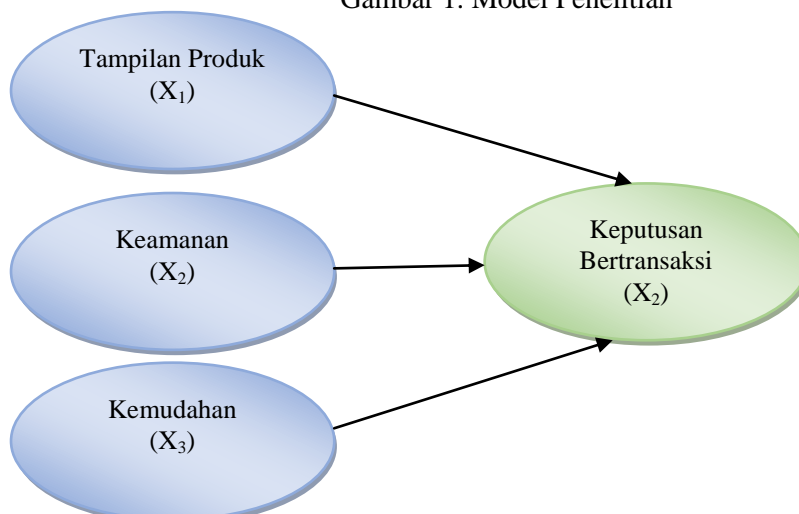 Gambar 1. Model Penelitian
Tampilan Produk
(X₁)
Keamanan
(X₂)
Keputusan
Bertransaksi
(X₂)
Kemudahan
(X₃)